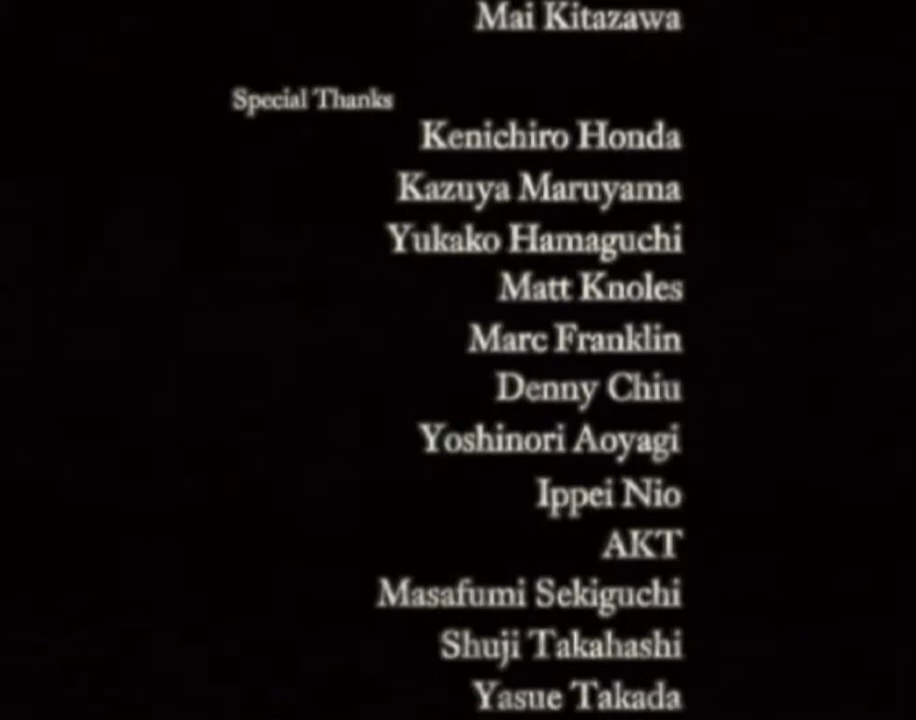 Mai Kitazawa
Special Thanks
Kenichiro Honda
Kazuya Maruyama
Yukako Hamaguchi
Matt Knoles
Marc Franklin
Denny Chiu
Yoshinori Aoyagi
Ippei Nio
AKT
Masafumi Sekiguchi
Shuji Takahashi
Yasue Takada